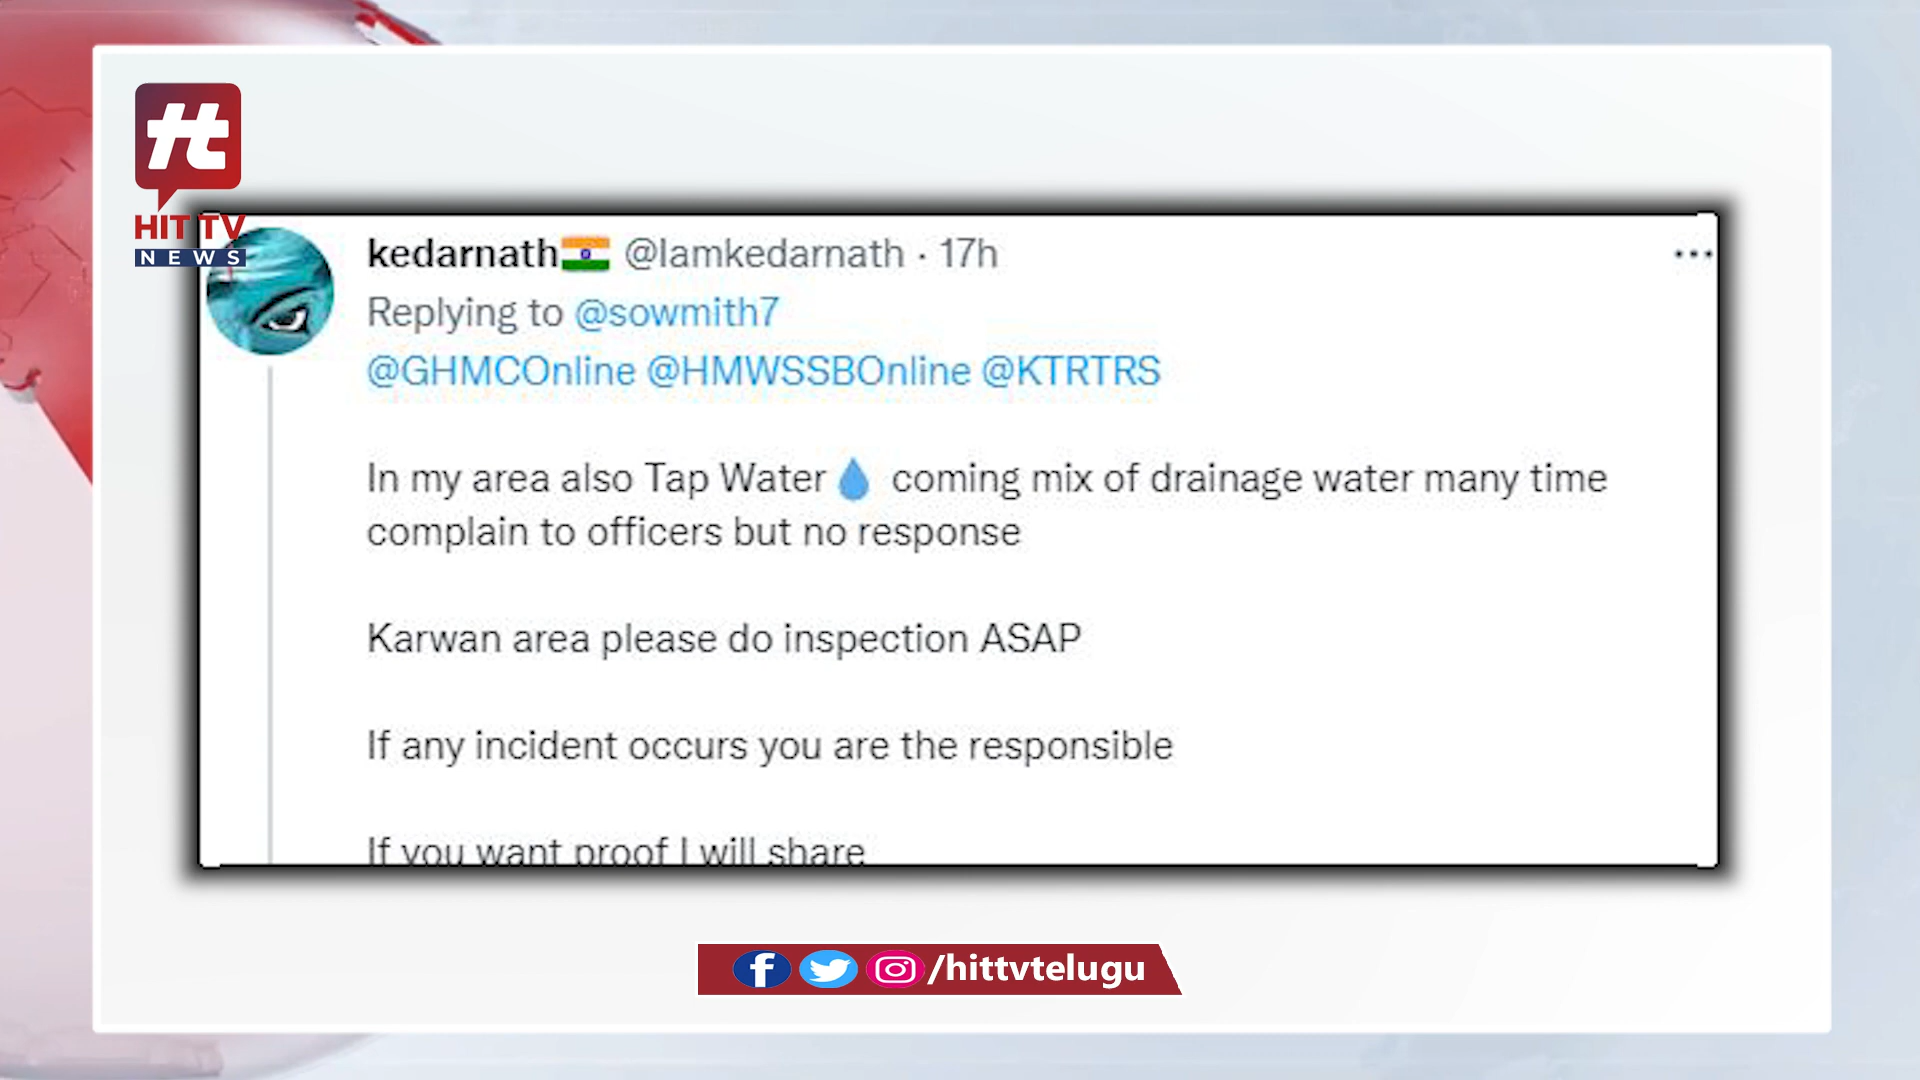 HIT TV
NEWS
kedarnath🇮🇳 @Iamkedarnath · 17h
Replying to @sowmith7
@GHMCOnline @HMWSSBOnline @KTRTRS
In my area also Tap Water💧 coming mix of drainage water many time
complain to officers but no response
Karwan area please do inspection ASAP
If any incident occurs you are the responsible
If you want proof I will share
/hittvtelugu